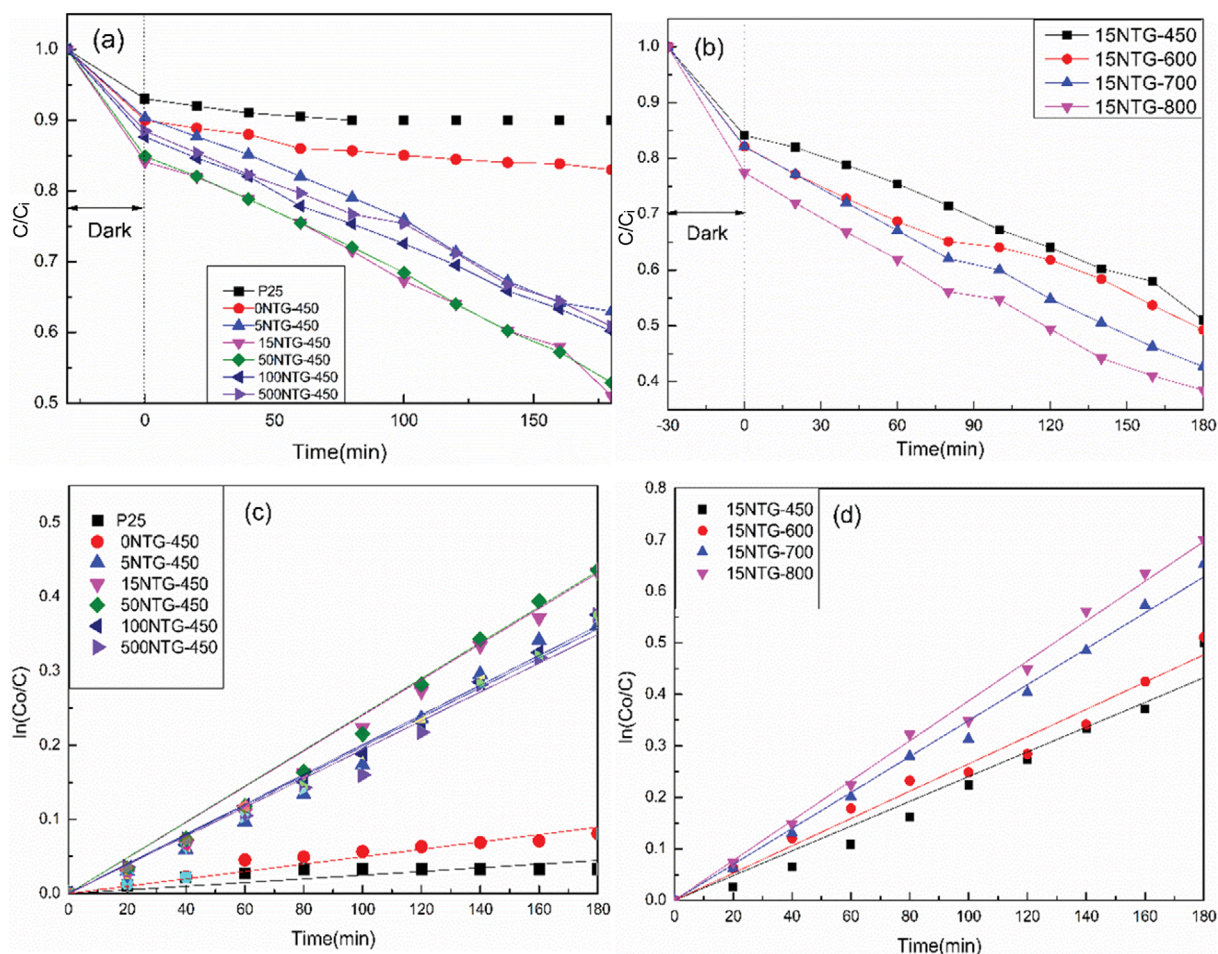 (a)
1.0
0.9
0.8
0.7
0.6
0.5
C/Ci
Dark
P25
0NTG-450
5NTG-450
15NTG-450
50NTG-450
100NTG-450
500NTG-450
0 50 100 150
Time(min)
(b)
1.0
0.9
0.8
0.7
0.6
0.5
0.4
C/Ci
Dark
15NTG-450
15NTG-600
15NTG-700
15NTG-800
-30 0 30 60 90 120 150 180
Time(min)
(c)
0.5
0.4
0.3
0.2
0.1
0.0
ln(Co/C)
P25
0NTG-450
5NTG-450
15NTG-450
50NTG-450
100NTG-450
500NTG-450
0 20 40 60 80 100 120 140 160 180
Time(min)
(d)
0.8
0.7
0.6
0.5
0.4
0.3
0.2
0.1
0.0
ln(Co/C)
15NTG-450
15NTG-600
15NTG-700
15NTG-800
0 20 40 60 80 100 120 140 160 180
Time(min)